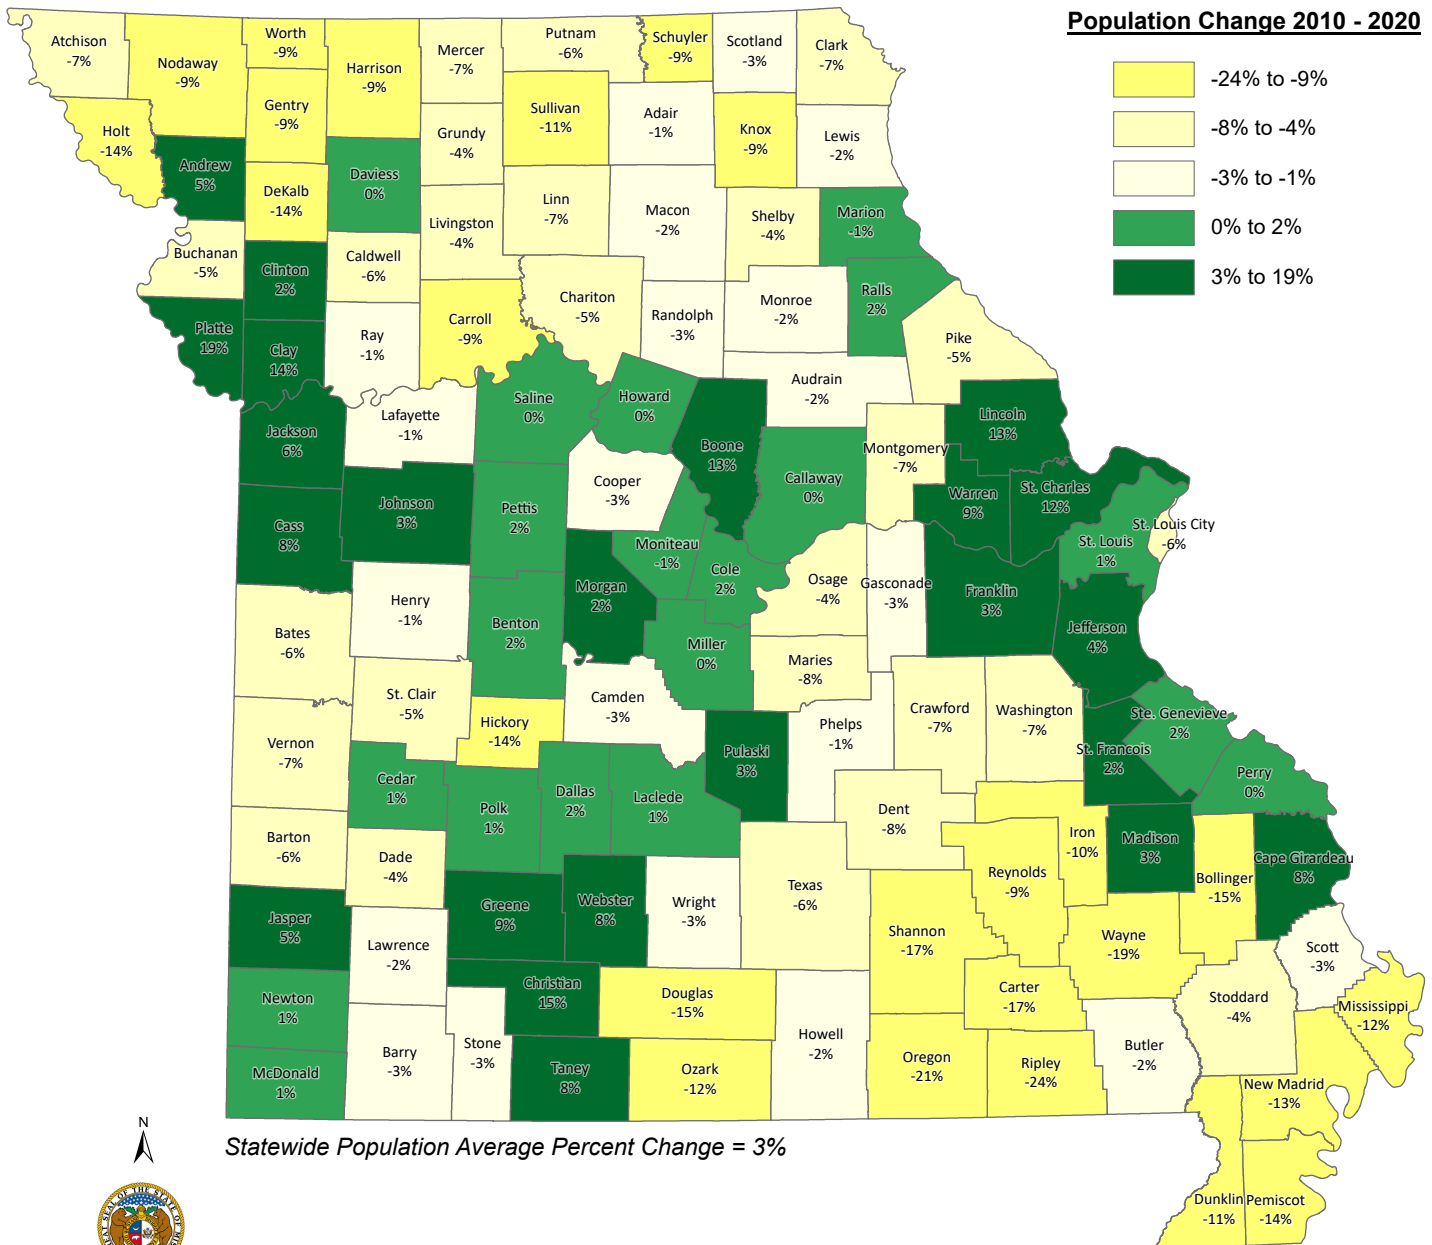 Population Change 2010 - 2020
-24% to -9%
-8% to -4%
-3% to -1%
0% to 2%
3% to 19%
Atchison
-7%
Nodaway
-9%
Worth
-9%
Harrison
-9%
Mercer
-7%
Putnam
-6%
Schuyler
-9%
Scotland
-3%
Clark
-7%
Holt
-14%
Gentry
-9%
Grundy
-4%
Sullivan
-11%
Adair
-1%
Knox
-9%
Lewis
-2%
Andrew
5%
DeKalb
-14%
Daviess
0%
Livingston
-4%
Linn
-7%
Macon
-2%
Shelby
-4%
Marion
-1%
Buchanan
-5%
Clinton
2%
Caldwell
-6%
Carroll
-9%
Chariton
-5%
Randolph
-3%
Monroe
-2%
Ralls
2%
Pike
-5%
Platte
19%
Clay
14%
Ray
-1%
Saline
0%
Howard
0%
Boone
13%
Audrain
-2%
Lincoln
13%
Jackson
6%
Lafayette
-1%
Cooper
-3%
Callaway
0%
Montgomery
-7%
Warren
9%
St. Charles
12%
St. Louis City
-6%
St. Louis
1%
Cass
8%
Johnson
3%
Pettis
2%
Moniteau
-1%
Cole
2%
Osage
-4%
Gasconade
-3%
Franklin
3%
Jefferson
4%
Bates
-6%
Henry
-1%
Benton
2%
Morgan
2%
Miller
0%
Maries
-8%
Crawford
-7%
Washington
-7%
Ste. Genevieve
2%
St. Francois
2%
Perry
0%
Vernon
-7%
St. Clair
-5%
Hickory
-14%
Camden
-3%
Pulaski
3%
Phelps
-1%
Cedar
1%
Polk
1%
Dallas
2%
Laclede
1%
Dent
-8%
Iron
-10%
Madison
3%
Bollinger
-15%
Cape Girardeau
8%
Barton
-6%
Dade
-4%
Greene
9%
Webster
8%
Wright
-3%
Texas
-6%
Reynolds
-9%
Shannon
-17%
Wayne
-19%
Scott
-3%
Jasper
5%
Lawrence
-2%
Christian
15%
Douglas
-15%
Carter
-17%
Stoddard
-4%
Mississippi
-12%
Newton
1%
Barry
-3%
Stone
-3%
Taney
8%
Ozark
-12%
Howell
-2%
Oregon
-21%
Ripley
-24%
Butler
-2%
New Madrid
-13%
McDonald
1%
Dunklin
-11%
Pemiscot
-14%
N
Statewide Population Average Percent Change = 3%